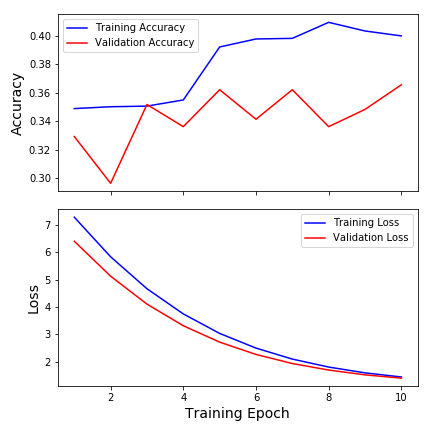 Training Accuracy
Validation Accuracy
0.40
0.38
0.36
0.34
0.32
0.30
Accuracy
Training Loss
Validation Loss
7
6
5
4
3
2
Loss
2 4 6 8 10
Training Epoch